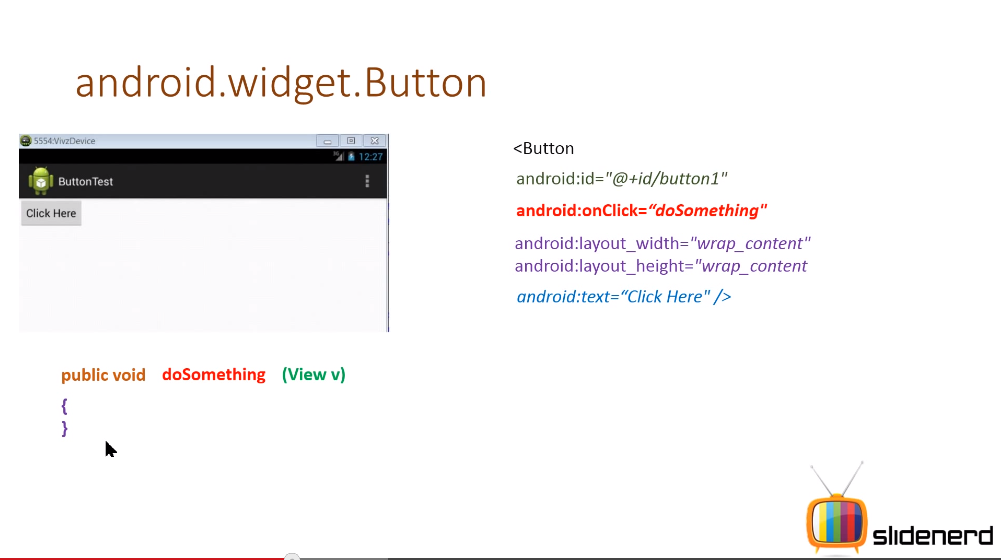 android.widget.Button
5554:VivzDevice
3G 12:27
ButtonTest
Click Here
<Button
android:id="@+id/button1"
android:onClick=“doSomething"
android:layout_width="wrap_content"
android:layout_height="wrap_content
android:text=“Click Here" />
public void doSomething (View v)
{
}
slidenerd